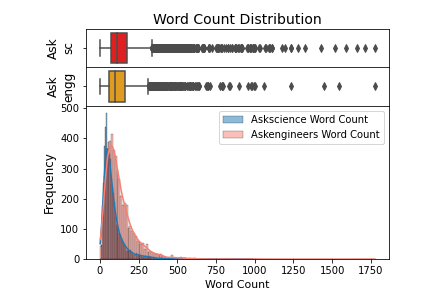 Word Count Distribution
Ask
sc
Ask
engg
500
400
300
200
100
0
Frequency
Askscience Word Count
Askengineers Word Count
0 250 500 750 1000 1250 1500 1750
Word Count